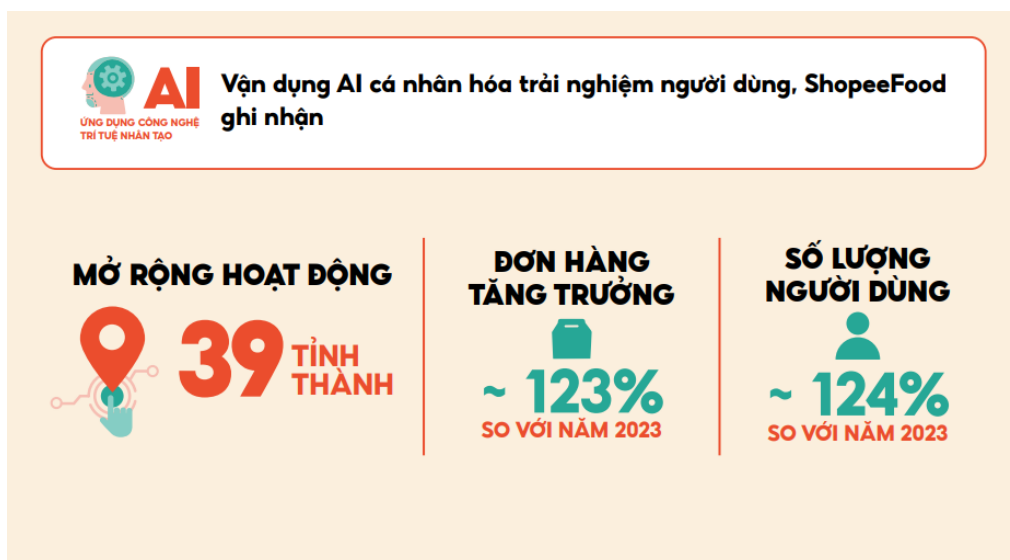 AI
ỨNG DỤNG CÔNG NGHỆ
TRÍ TUỆ NHÂN TẠO
Vận dụng AI cá nhân hóa trải nghiệm người dùng, ShopeeFood
ghi nhận
MỞ RỘNG HOẠT ĐỘNG
39 TỈNH
THÀNH
ĐƠN HÀNG
TĂNG TRƯỞNG
~ 123%
SO VỚI NĂM 2023
SỐ LƯỢNG
NGƯỜI DÙNG
~ 124%
SO VỚI NĂM 2023